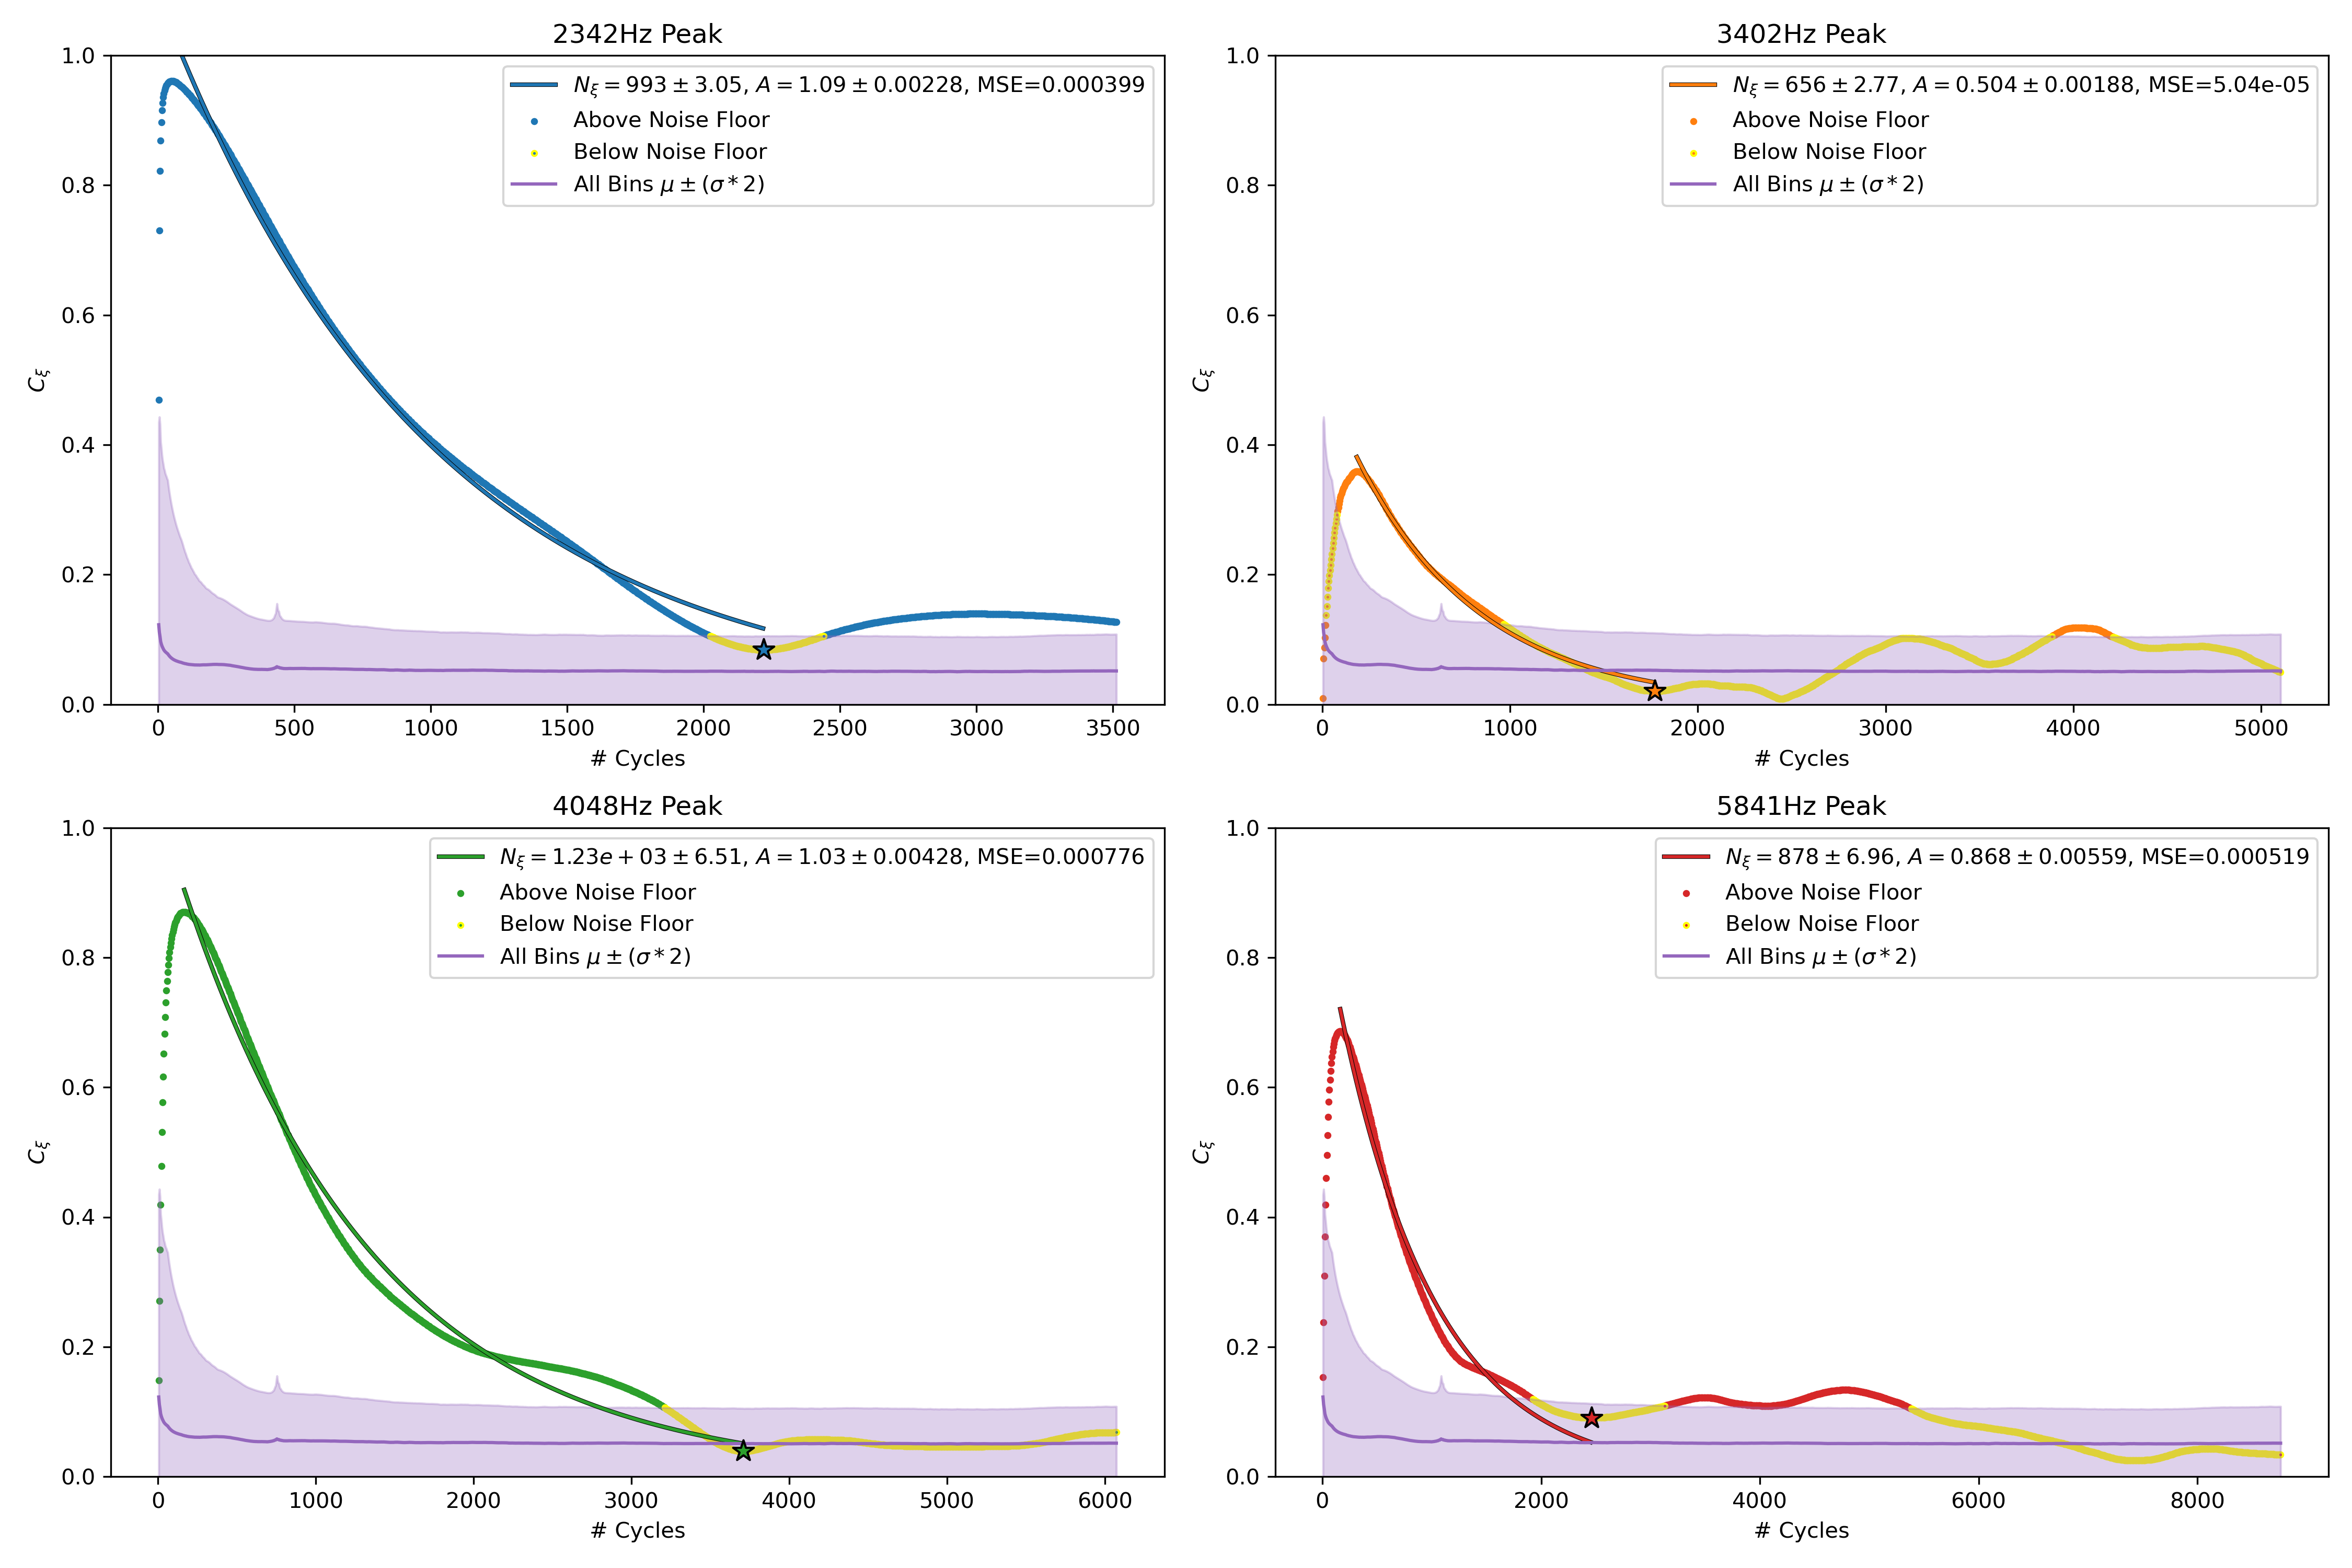 2342Hz Peak
1.0
0.8
0.6
0.4
0.2
0.0
C_ξ
0 500 1000 1500 2000 2500 3000 3500
# Cycles
N_ξ = 993 ± 3.05, A = 1.09 ± 0.00228, MSE=0.000399
Above Noise Floor
Below Noise Floor
All Bins μ ± (σ * 2)
3402Hz Peak
1.0
0.8
0.6
0.4
0.2
0.0
C_ξ
0 1000 2000 3000 4000 5000
# Cycles
N_ξ = 656 ± 2.77, A = 0.504 ± 0.00188, MSE=5.04e-05
Above Noise Floor
Below Noise Floor
All Bins μ ± (σ * 2)
4048Hz Peak
1.0
0.8
0.6
0.4
0.2
0.0
C_ξ
0 1000 2000 3000 4000 5000 6000
# Cycles
N_ξ = 1.23e + 03 ± 6.51, A = 1.03 ± 0.00428, MSE=0.000776
Above Noise Floor
Below Noise Floor
All Bins μ ± (σ * 2)
5841Hz Peak
1.0
0.8
0.6
0.4
0.2
0.0
C_ξ
0 2000 4000 6000 8000
# Cycles
N_ξ = 878 ± 6.96, A = 0.868 ± 0.00559, MSE=0.000519
Above Noise Floor
Below Noise Floor
All Bins μ ± (σ * 2)